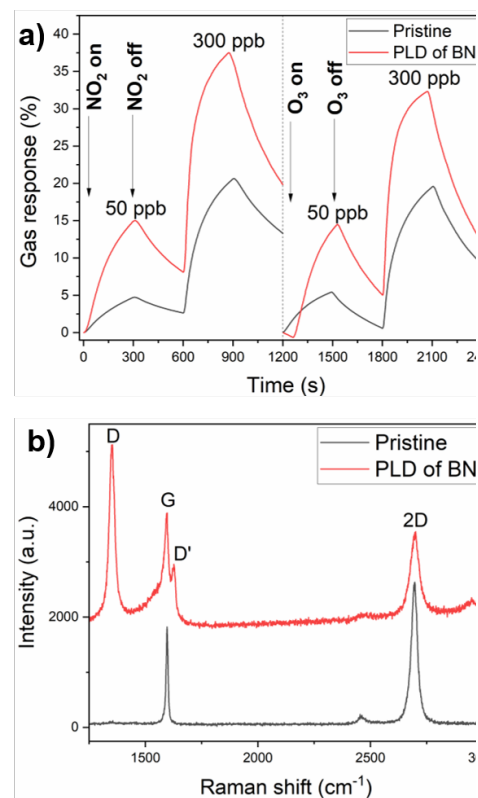 a)
Pristine
PLD of BN
300 ppb
300 ppb
NO₂ on
NO₂ off
O₃ on
O₃ off
50 ppb
50 ppb
Gas response (%)
40
35
30
25
20
15
10
5
0
0 300 600 900 1200 1500 1800 2100
Time (s)
b)
Pristine
PLD of BN
D
G
D'
2D
Intensity (a.u.)
4000
2000
0
1500 2000 2500
Raman shift (cm⁻¹)